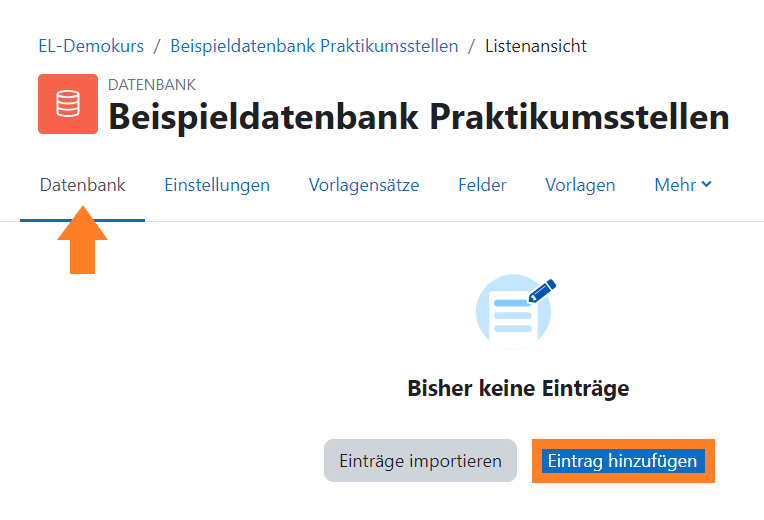 EL-Demokurs / Beispieldatenbank Praktikumsstellen / Listenansicht
DATENBANK
Beispieldatenbank Praktikumsstellen
Datenbank Einstellungen Vorlagensätze Felder Vorlagen Mehr
Bisher keine Einträge
Einträge importieren Eintrag hinzufügen